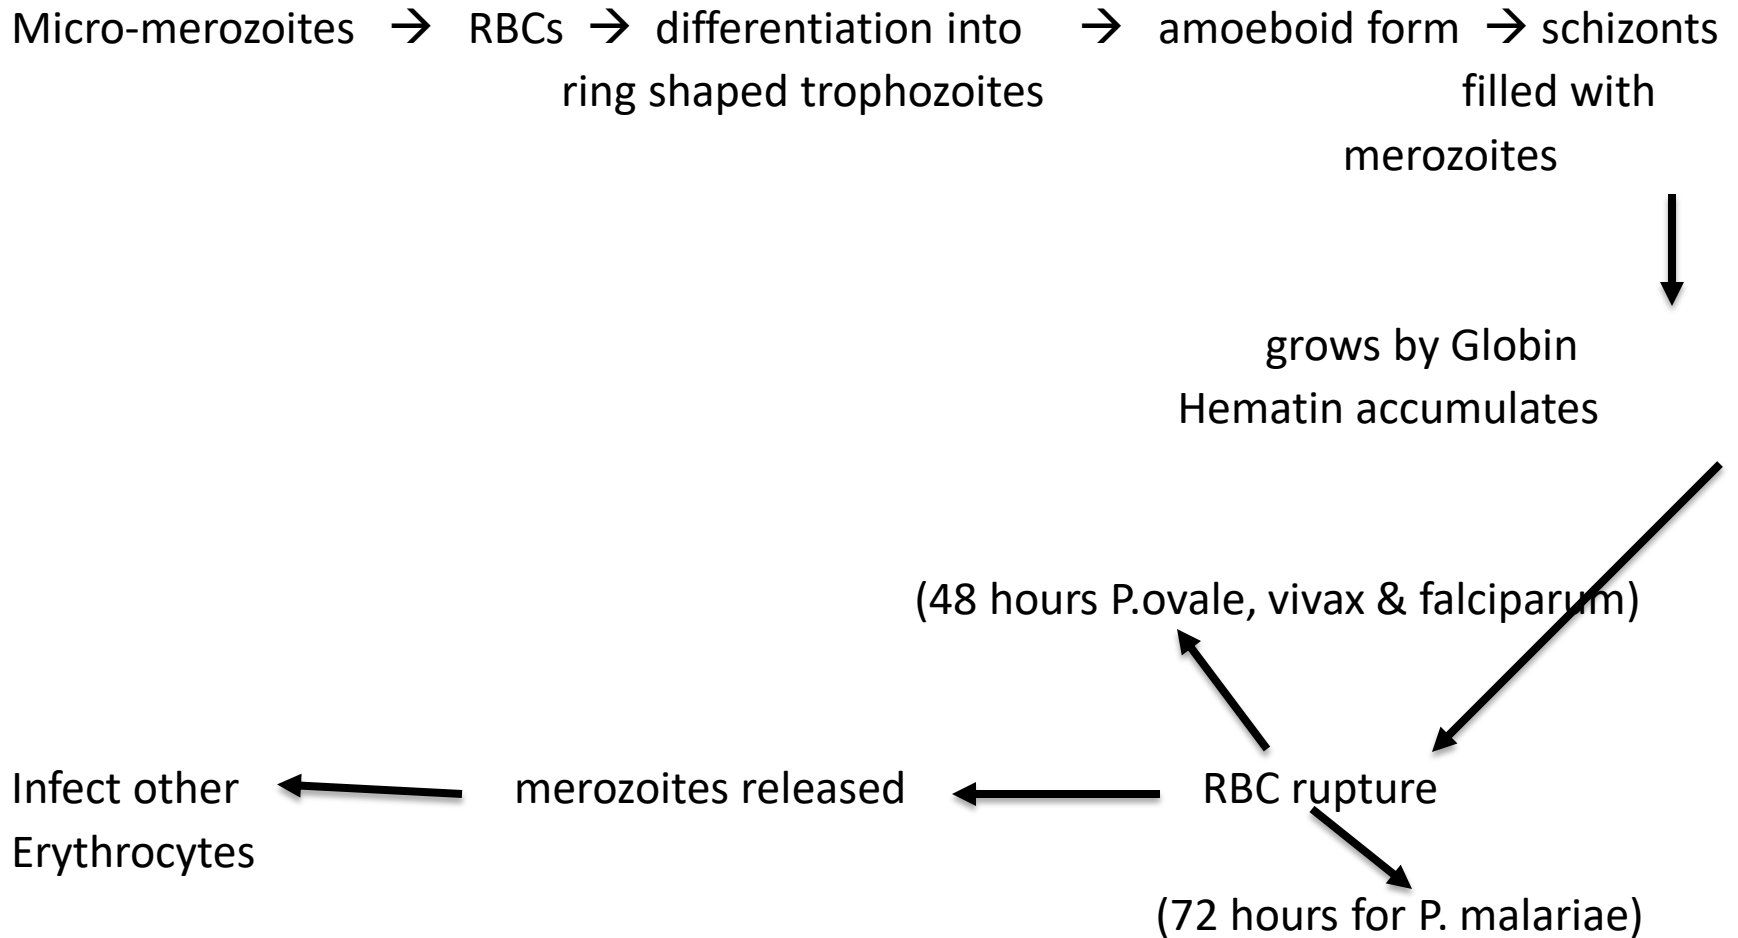 Micro-merozoites → RBCs → differentiation into → amoeboid form → schizonts
ring shaped trophozoites filled with
merozoites
grows by Globin
Hematin accumulates
(48 hours P.ovale, vivax & falciparum)
Infect other merozoites released RBC rupture
Erythrocytes
(72 hours for P. malariae)